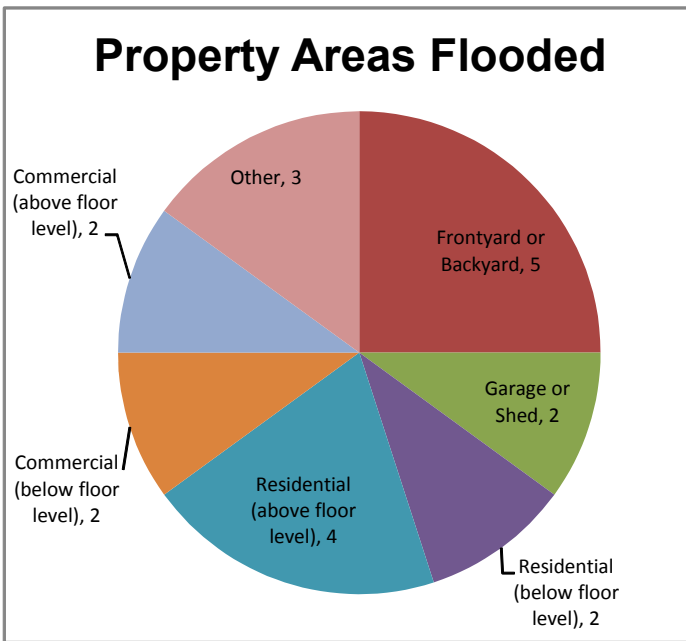 Property Areas Flooded
Other, 3
Commercial
(above floor
level), 2
Frontyard or
Backyard, 5
Garage or
Shed, 2
Commercial
(below floor
level), 2
Residential
(above floor
level), 4
Residential
(below floor
level), 2